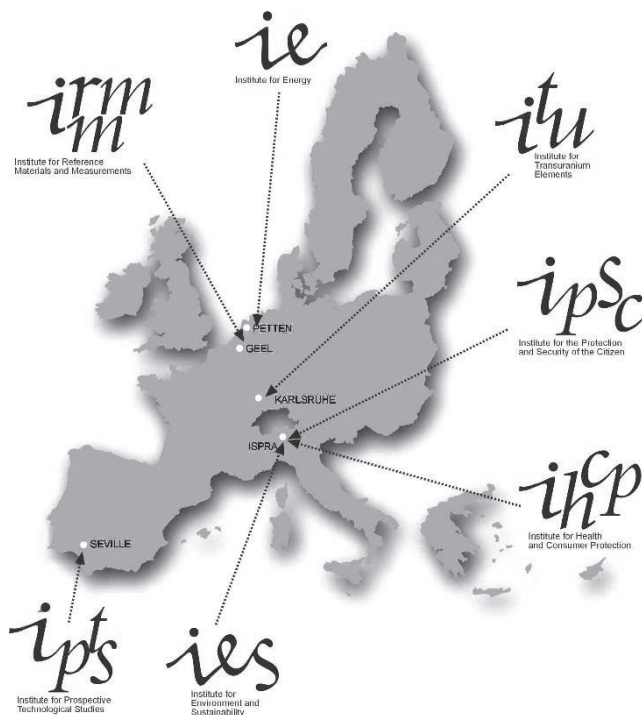 ie
Institute for Energy
irmm
Institute for Reference
Materials and Measurements
itu
Institute for
Transuranium
Elements
ipsc
Institute for the Protection
and Security of the Citizen
PETTEN
GEEL
KARLSRUHE
ISPRA
ihcp
Institute for Health
and Consumer Protection
SEVILLE
ipts
Institute for Prospective
Technological Studies
ies
Institute for
Environment and
Sustainability